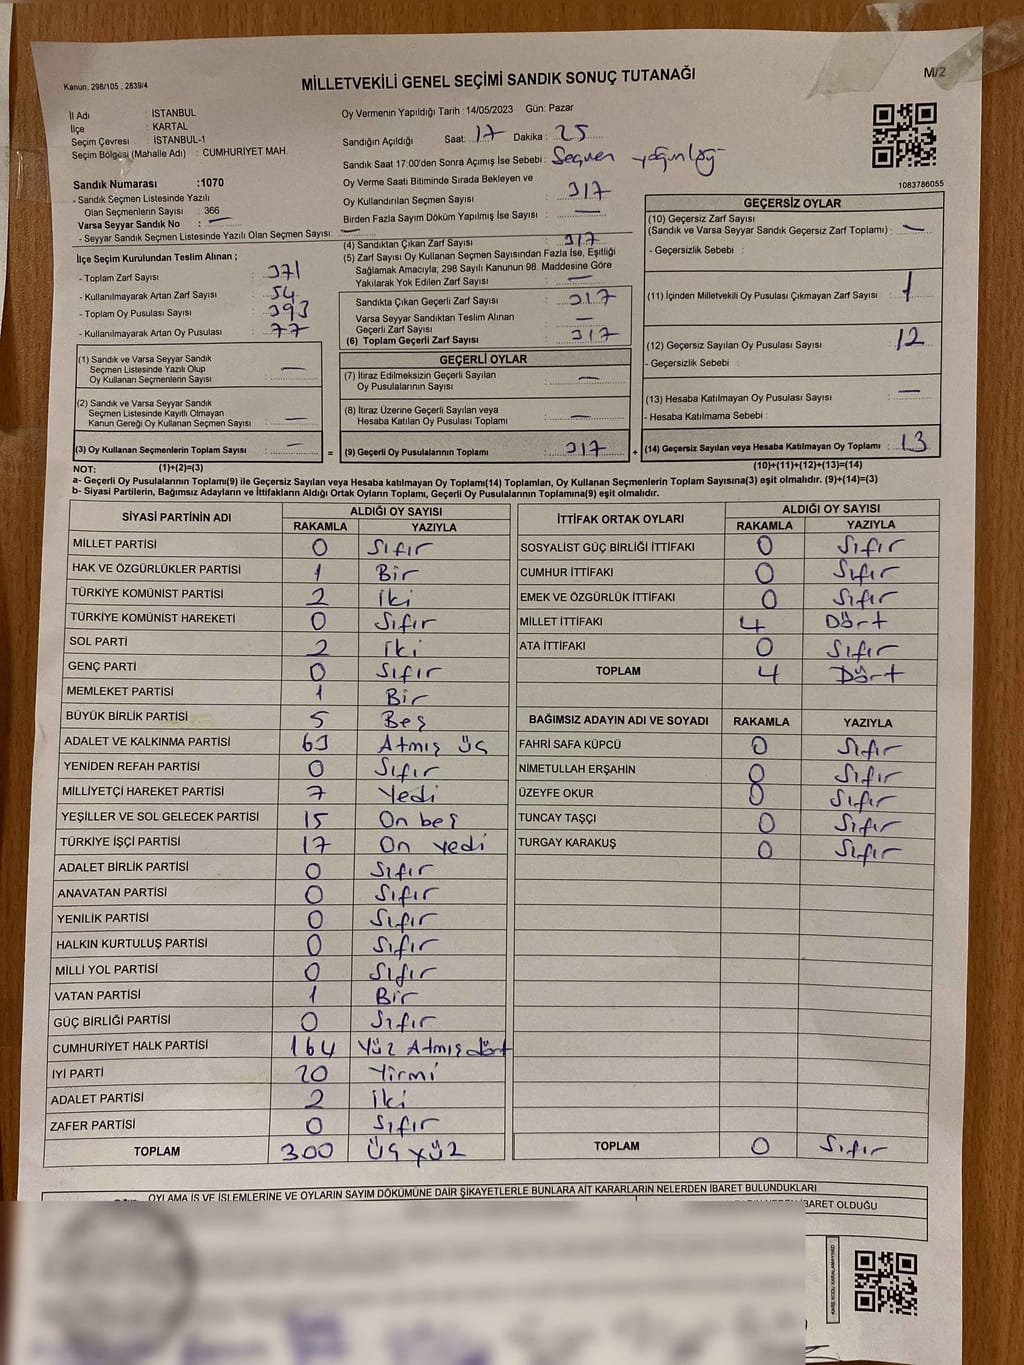 Kanun, 298/105 , 2839/4
MİLLETVEKİLİ GENEL SEÇİMİ SANDIK SONUÇ TUTANAĞI
M/2
İl Adı : İSTANBUL
İlçe : KARTAL
Seçim Çevresi : İSTANBUL-1
Seçim Bölgesi (Mahalle Adı) : CUMHURİYET MAH.
Sandık Numarası :1070
- Sandık Seçmen Listesinde Yazılı
Olan Seçmenlerin Sayısı : 366
Varsa Seyyar Sandık No : —
- Seyyar Sandık Seçmen Listesinde Yazılı Olan Seçmen Sayısı: —
İlçe Seçim Kurulundan Teslim Alınan ;
- Toplam Zarf Sayısı : 371
- Kullanılmayarak Artan Zarf Sayısı : 54
- Toplam Oy Pusulası Sayısı : 393
- Kullanılmayarak Artan Oy Pusulası : 77
Oy Vermenin Yapıldığı Tarih : 14/05/2023 Gün: Pazar
Sandığın Açıldığı Saat: 17 Dakika : 25
Sandık Saat 17:00'den Sonra Açımış İse Sebebi : Seçmen yoğunluğu
Oy Verme Saati Bitiminde Sırada Bekleyen ve
Oy Kullandırılan Seçmen Sayısı : 317
Birden Fazla Sayım Döküm Yapılmış İse Sayısı : —
(4) Sandıktan Çıkan Zarf Sayısı : 317
(5) Zarf Sayısı Oy Kullanan Seçmen Sayısından Fazla İse, Eşitliği
Sağlamak Amacıyla; 298 Sayılı Kanunun 98. Maddesine Göre
Yakılarak Yok Edilen Zarf Sayısı : —
Sandıkta Çıkan Geçerli Zarf Sayısı : 317
Varsa Seyyar Sandıktan Teslim Alınan
Geçerli Zarf Sayısı : —
(6) Toplam Geçerli Zarf Sayısı : 317
1083786055
GEÇERSİZ OYLAR
(10) Geçersiz Zarf Sayısı
(Sandık ve Varsa Seyyar Sandık Geçersiz Zarf Toplamı) : —
- Geçersizlik Sebebi :
(11) İçinden Milletvekili Oy Pusulası Çıkmayan Zarf Sayısı : 1
(12) Geçersiz Sayılan Oy Pusulası Sayısı : 12
- Geçersizlik Sebebi :
(13) Hesaba Katılmayan Oy Pusulası Sayısı : —
- Hesaba Katılmama Sebebi :
(14) Geçersiz Sayılan veya Hesaba Katılmayan Oy Toplamı : 13
(10)+(11)+(12)+(13)=(14)
(1) Sandık ve Varsa Seyyar Sandık
Seçmen Listesinde Yazılı Olup
Oy Kullanan Seçmenlerin Sayısı : —
(2) Sandık ve Varsa Seyyar Sandık
Seçmen Listesinde Kayıtlı Olmayan
Kanun Gereği Oy Kullanan Seçmen Sayısı : —
(3) Oy Kullanan Seçmenlerin Toplam Sayısı : — =
GEÇERLİ OYLAR
(7) İtiraz Edilmeksizin Geçerli Sayılan
Oy Pusulalarının Sayısı : —
(8) İtiraz Üzerine Geçerli Sayılan veya
Hesaba Katılan Oy Pusulası Toplamı : —
(9) Geçerli Oy Pusulalarının Toplamı : 317 +
NOT: (1)+(2)=(3)
a- Geçerli Oy Pusulalarının Toplamı(9) ile Geçersiz Sayılan veya Hesaba katılmayan Oy Toplamı(14) Toplamları, Oy Kullanan Seçmenlerin Toplam Sayısına(3) eşit olmalıdır. (9)+(14)=(3)
b- Siyasi Partilerin, Bağımsız Adayların ve İttifakların Aldığı Ortak Oyların Toplamı, Geçerli Oy Pusulalarının Toplamına(9) eşit olmalıdır.
SİYASİ PARTİNİN ADI ALDIĞI OY SAYISI
RAKAMLA YAZIYLA
MİLLET PARTİSİ 0 Sıfır
HAK VE ÖZGÜRLÜKLER PARTİSİ 1 Bir
TÜRKİYE KOMÜNİST PARTİSİ 2 İki
TÜRKİYE KOMÜNİST HAREKETİ 0 Sıfır
SOL PARTİ 2 İki
GENÇ PARTİ 0 Sıfır
MEMLEKET PARTİSİ 1 Bir
BÜYÜK BİRLİK PARTİSİ 5 Beş
ADALET VE KALKINMA PARTİSİ 63 Atmış üç
YENİDEN REFAH PARTİSİ 0 Sıfır
MİLLİYETÇİ HAREKET PARTİSİ 7 Yedi
YEŞİLLER VE SOL GELECEK PARTİSİ 15 On beş
TÜRKİYE İŞÇİ PARTİSİ 17 On yedi
ADALET BİRLİK PARTİSİ 0 Sıfır
ANAVATAN PARTİSİ 0 Sıfır
YENİLİK PARTİSİ 0 Sıfır
HALKIN KURTULUŞ PARTİSİ 0 Sıfır
MİLLİ YOL PARTİSİ 0 Sıfır
VATAN PARTİSİ 1 Bir
GÜÇ BİRLİĞİ PARTİSİ 0 Sıfır
CUMHURİYET HALK PARTİSİ 164 Yüz Atmış dört
İYİ PARTİ 20 Yirmi
ADALET PARTİSİ 2 İki
ZAFER PARTİSİ 0 Sıfır
TOPLAM 300 Üç yüz
İTTİFAK ORTAK OYLARI ALDIĞI OY SAYISI
RAKAMLA YAZIYLA
SOSYALİST GÜÇ BİRLİĞİ İTTİFAKI 0 Sıfır
CUMHUR İTTİFAKI 0 Sıfır
EMEK VE ÖZGÜRLÜK İTTİFAKI 0 Sıfır
MİLLET İTTİFAKI 4 Dört
ATA İTTİFAKI 0 Sıfır
TOPLAM 4 Dört
BAĞIMSIZ ADAYIN ADI VE SOYADI RAKAMLA YAZIYLA
FAHRİ SAFA KÜPCÜ 0 Sıfır
NİMETULLAH ERŞAHİN 0 Sıfır
ÜZEYFE OKUR 0 Sıfır
TUNCAY TAŞÇI 0 Sıfır
TURGAY KARAKUŞ 0 Sıfır
TOPLAM 0 Sıfır
OYLAMA İŞ VE İŞLEMLERİNE VE OYLARIN SAYIM DÖKÜMÜNE DAİR ŞİKAYETLERLE BUNLARA AİT KARARLARIN NELERDEN İBARET BULUNDUKLARI
İBARET OLDUĞU